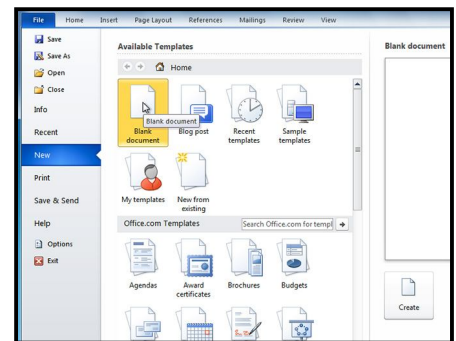 File Home Insert Page Layout References Mailings Review View
Save
Save As
Open
Close
Info
Recent
New
Print
Save & Send
Help
Options
Exit
Available Templates
Home
Blank document
Blog post
Recent templates
Sample templates
Blank document
My templates
New from existing
Office.com Templates
Search Office.com for templ
Agendas
Award certificates
Brochures
Budgets
Blank document
Create